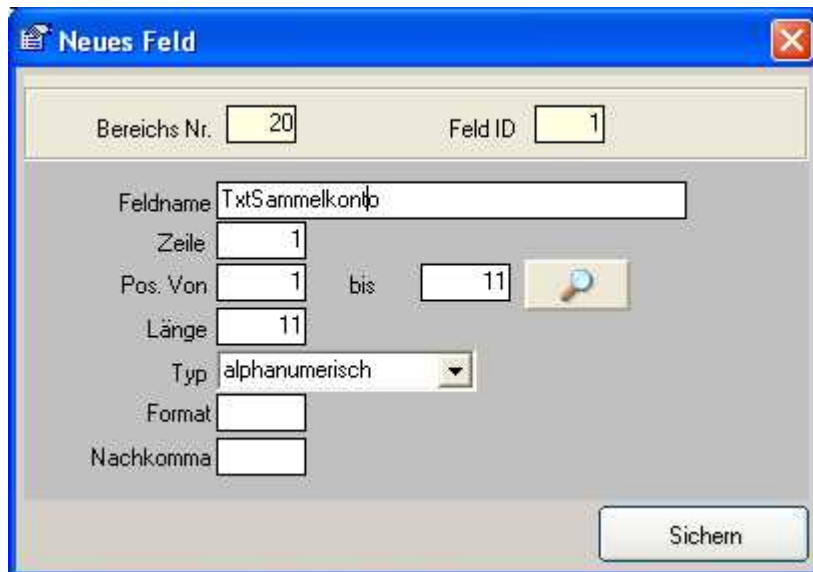 Neues Feld
Bereichs Nr. 20 Feld ID 1
Feldname TxtSammelkonto
Zeile 1
Pos. Von 1 bis 11
Länge 11
Typ alphanumerisch
Format
Nachkomma
Sichern